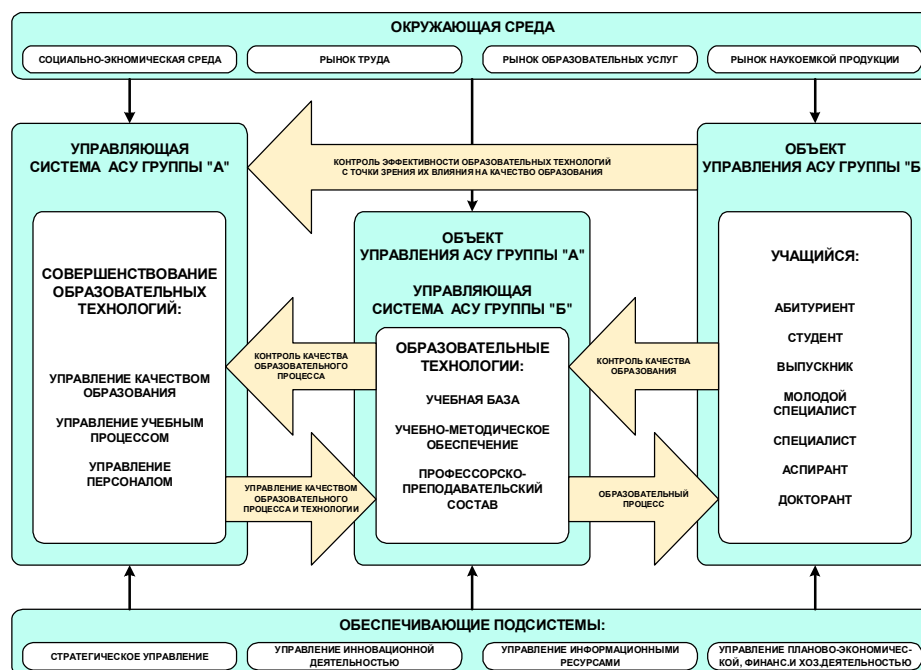 ОКРУЖАЮЩАЯ СРЕДА
СОЦИАЛЬНО-ЭКНОМИЧЕСКАЯ СРЕДА
РЫНОК ТРУДА
РЫНОК ОБРАЗОВАТЕЛЬНЫХ УСЛУГ
РЫНОК НАУКОЕМКОЙ ПРОДУКЦИИ
УПРАВЛЯЮЩАЯ
СИСТЕМА АСУ ГРУППЫ "А"
КОНТРОЛЬ ЭФФЕКТИВНОСТИ ОБРАЗОВАТЕЛЬНЫХ ТЕХНОЛОГИЙ
С ТОЧКИ ЗРЕНИЯ ИХ ВЛИЯНИЯ НА КАЧЕСТВО ОБРАЗОВАНИЯ
ОБЪЕКТ
УПРАВЛЕНИЯ АСУ ГРУППЫ "Б
СОВЕРШЕНСТВОВАНИЕ
ОБРАЗОВАТЕЛЬНЫХ
ТЕХНОЛОГИЙ:
УПРАВЛЕНИЕ КАЧЕСТВОМ
ОБРАЗОВАНИЯ
УПРАВЛЕНИЕ УЧЕБНЫМ
ПРОЦЕССОМ
УПРАВЛЕНИЕ
ПЕРСОНАЛОМ
КОНТРОЛЬ КАЧЕСТВА
ОБРАЗОВАТЕЛЬНОГО
ПРОЦЕССА
УПРАВЛЕНИЕ КАЧЕСТВОМ
ОБРАЗОВАТЕЛЬНОГО
ПРОЦЕССА И ТЕХНОЛОГИИ
ОБЪЕКТ
УПРАВЛЕНИЯ АСУ ГРУППЫ "А"
УПРАВЛЯЮЩАЯ
СИСТЕМА АСУ ГРУППЫ "Б"
ОБРАЗОВАТЕЛЬНЫЕ
ТЕХНОЛОГИИ:
УЧЕБНАЯ БАЗА
УЧЕБНО-МЕТОДИЧЕСКОЕ
ОБЕСПЕЧЕНИЕ
ПРОФЕССОРСКО-
ПРЕПОДАВАТЕЛЬСКИЙ
СОСТАВ
КОНТРОЛЬ КАЧЕСТВА
ОБРАЗОВАНИЯ
ОБРАЗОВАТЕЛЬНЫЙ
ПРОЦЕСС
УЧАЩИЙСЯ:
АБИТУРИЕНТ
СТУДЕНТ
ВЫПУСКНИК
МОЛОДОЙ
СПЕЦИАЛИСТ
СПЕЦИАЛИСТ
АСПИРАНТ
ДОКТОРАНТ
ОБЕСПЕЧИВАЮЩИЕ ПОДСИСТЕМЫ:
СТРАТЕГИЧЕСКОЕ УПРАВЛЕНИЕ
УПРАВЛЕНИЕ ИННОВАЦИОННОЙ
ДЕЯТЕЛЬНОСТЬЮ
УПРАВЛЕНИЕ ИНФОРМАЦИОННЫМИ
РЕСУРСАМИ
УПРАВЛЕНИЕ ПЛАНОВО-ЭКОНОМИЧЕС-
КОЙ, ФИНАНС.И ХОЗДЕЯТЕЛЬНОСТЬЮ